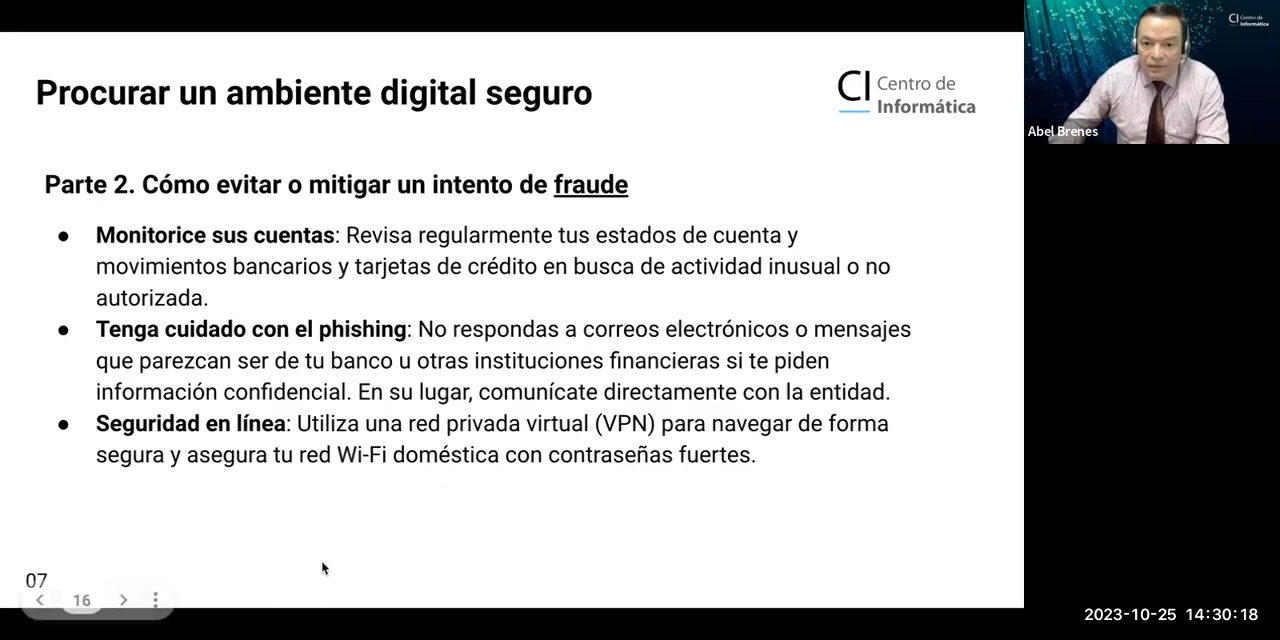 Procurar un ambiente digital seguro
CI Centro de
Informática
Parte 2. Cómo evitar o mitigar un intento de fraude
● Monitorice sus cuentas: Revisa regularmente tus estados de cuenta y
movimientos bancarios y tarjetas de crédito en busca de actividad inusual o no
autorizada.
● Tenga cuidado con el phishing: No respondas a correos electrónicos o mensajes
que parezcan ser de tu banco u otras instituciones financieras si te piden
información confidencial. En su lugar, comunícate directamente con la entidad.
● Seguridad en línea: Utiliza una red privada virtual (VPN) para navegar de forma
segura y asegura tu red Wi-Fi doméstica con contraseñas fuertes.
07
16
CI Centro de
Informática
Abel Brenes
2023-10-25 14:30:18